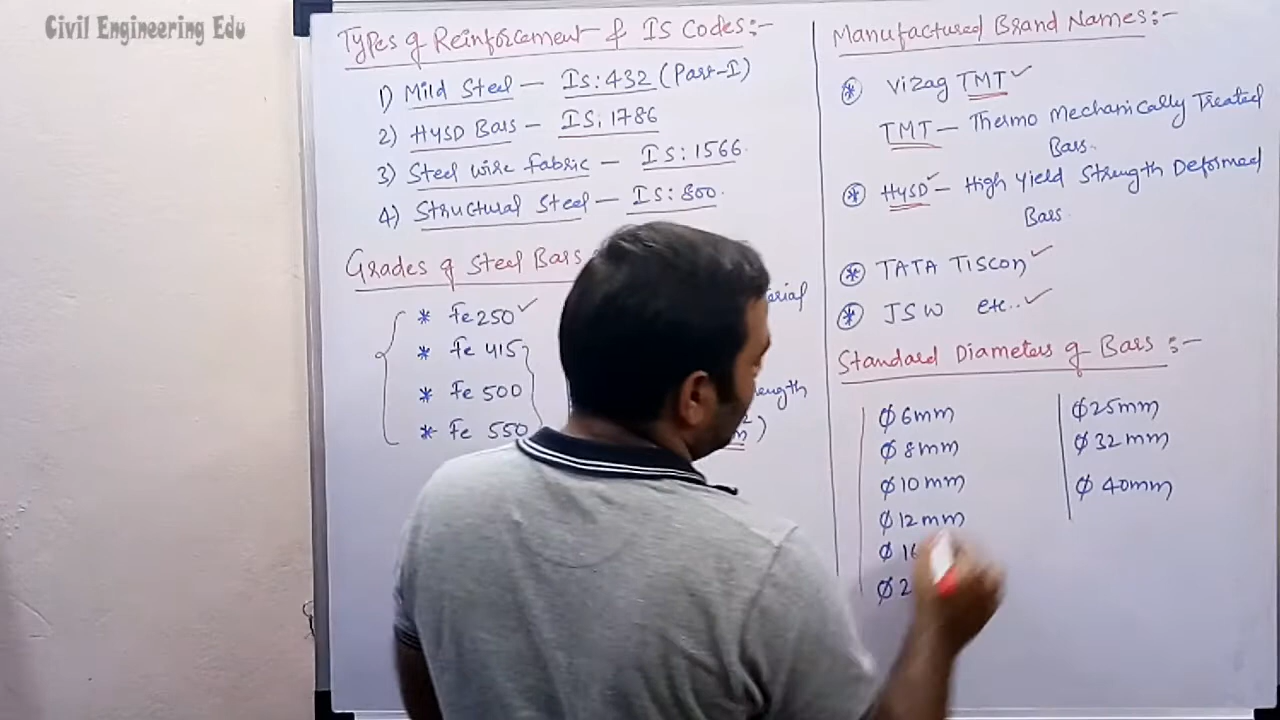 Civil Engineering Edu
Types of Reinforcement & IS Codes:-
1) Mild Steel — IS:432 (Part-I)
2) HYSD Bars - IS. 1786
3) Steel wire fabric — IS:1566.
4) Structural Steel — IS:800.
Grades of Steel Bars
* Fe250 ✓
* Fe 415
* Fe 500
* Fe 550
Manufactured Brand Names:-
* Vizag TMT ✓
TMT — Thermo Mechanically Treated
Bars.
* HYSD ✓ - High Yield Strength Deformed
Bars.
* TATA TISCON ✓
* JSW etc.. ✓
Standard Diameters of Bars :-
Ø 6mm
Ø 8mm
Ø 10mm
Ø 12mm
Ø 16
Ø 2
Ø 25mm
Ø 32mm
Ø 40mm